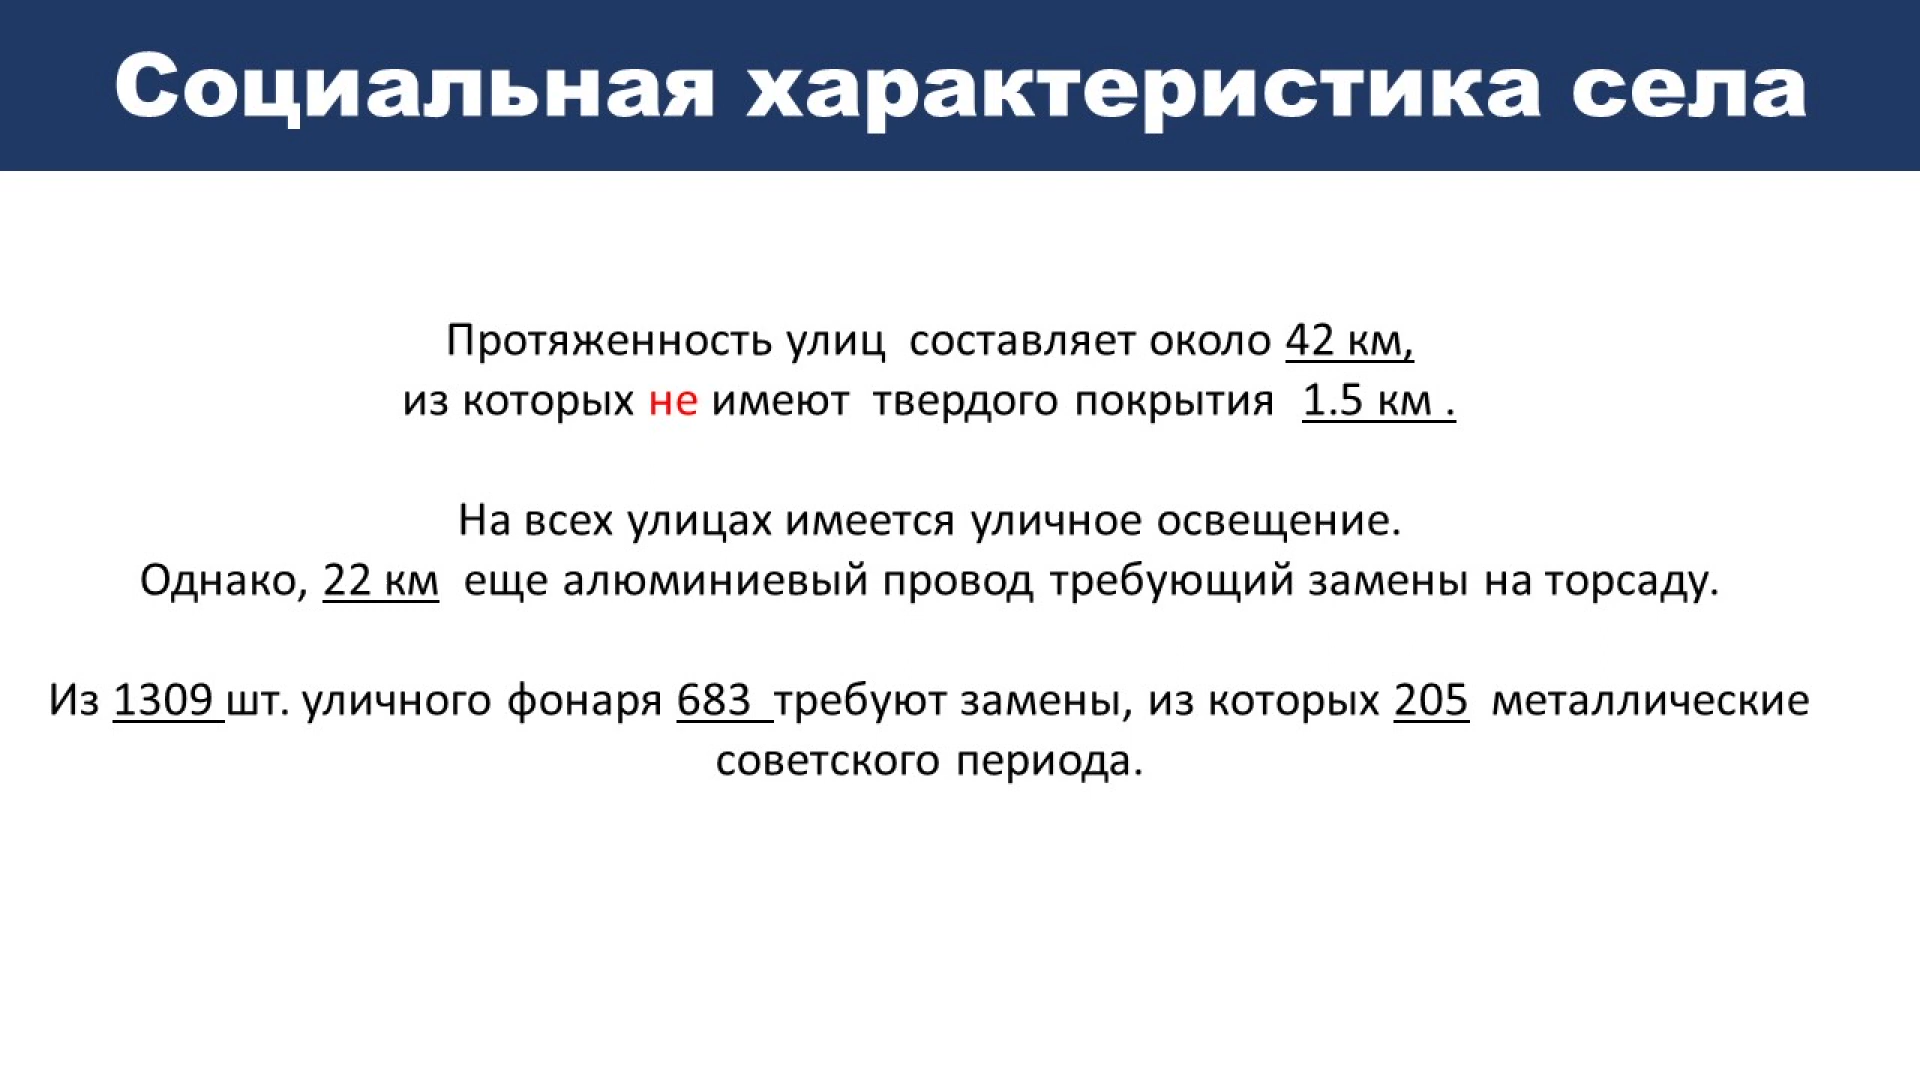 Социальная характеристика села
Протяженность улиц составляет около 42 км,
из которых не имеют твердого покрытия 1.5 км .
На всех улицах имеется уличное освещение.
Однако, 22 км еще алюминиевый провод требующий замены на торсаду.
Из 1309 шт. уличного фонаря 683 требуют замены, из которых 205 металлические
советского периода.